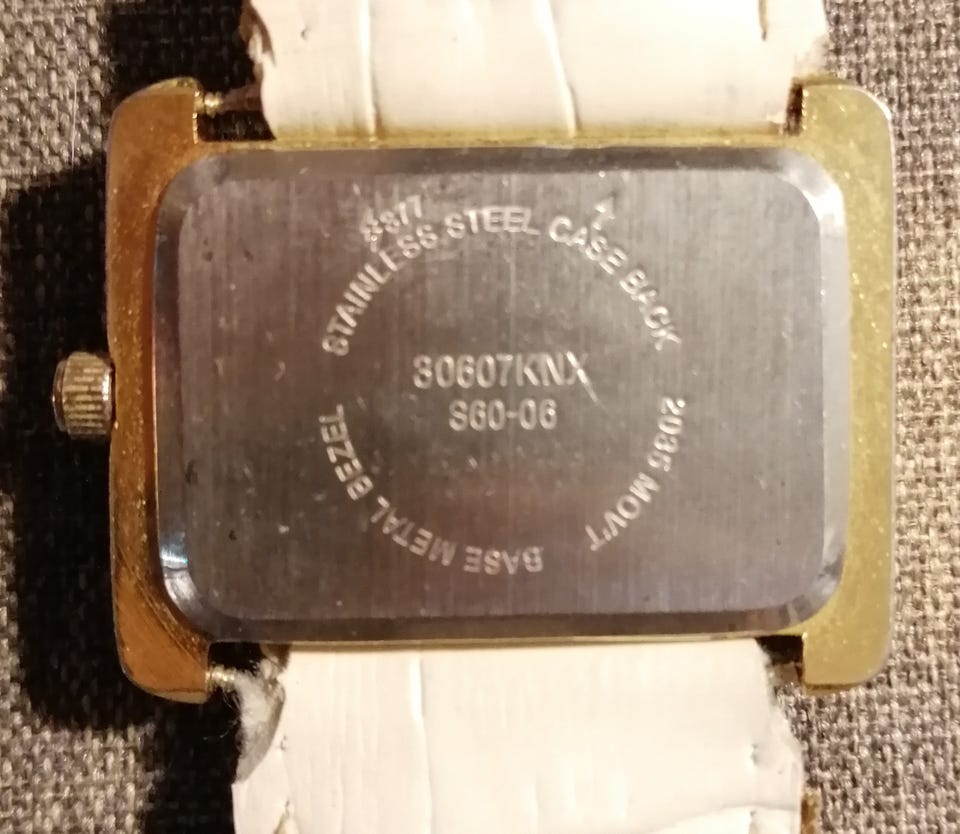 STAINLESS STEEL CASE BACK
30607KNX
S60-06
2035 MOV'T
BASE METAL BEZEL